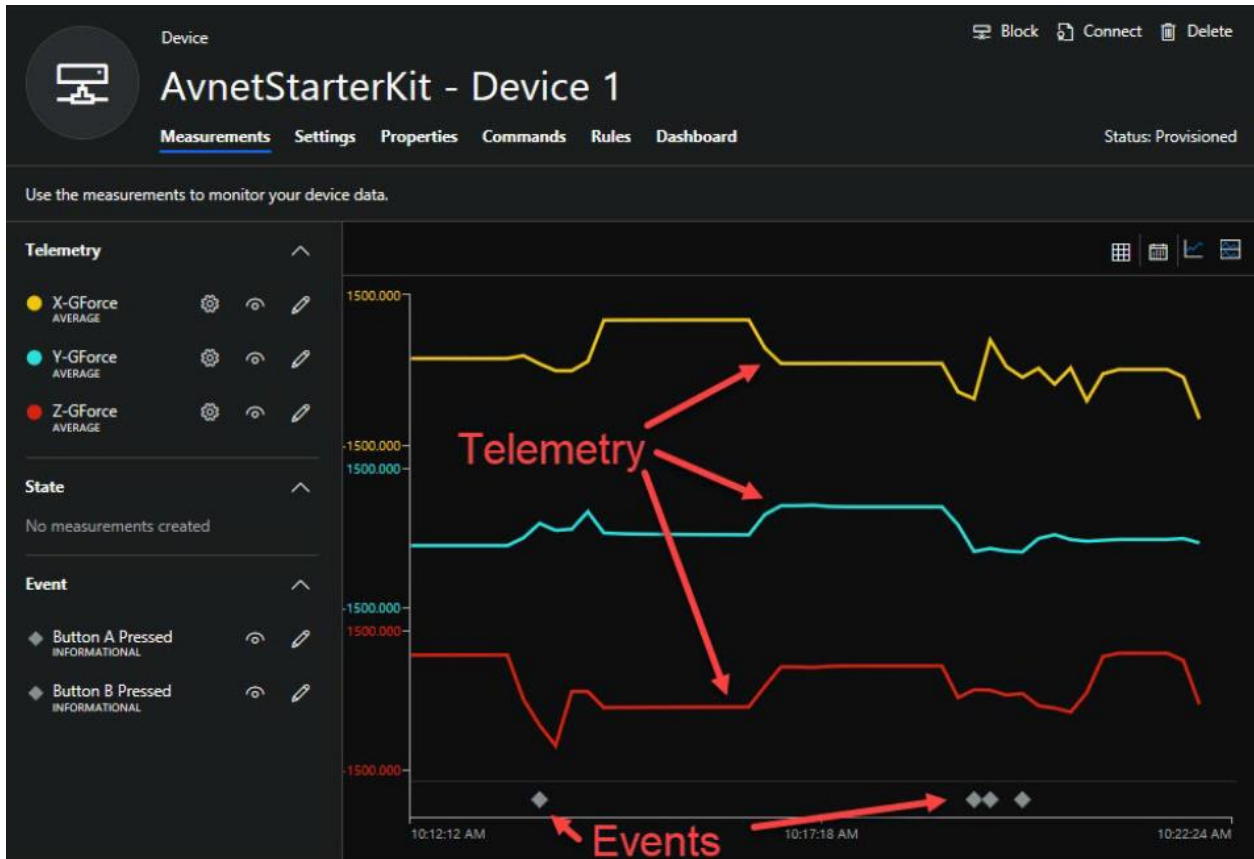 Device
Block Connect Delete
AvnetStarterKit - Device 1
Measurements Settings Properties Commands Rules Dashboard
Status: Provisioned
Use the measurements to monitor your device data.
Telemetry
X-GForce
AVERAGE
Y-GForce
AVERAGE
Z-GForce
AVERAGE
State
No measurements created
Event
Button A Pressed
INFORMATIONAL
Button B Pressed
INFORMATIONAL
1500.000
-1500.000
1500.000
-1500.000
1500.000
-1500.000
Telemetry
Events
10:12:12 AM
10:17:18 AM
10:22:24 AM